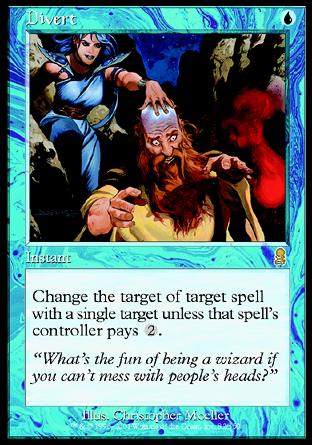 Divert
Instant
Change the target of target spell
with a single target unless that spell's
controller pays 2.
"What's the fun of being a wizard if
you can't mess with people's heads?"
Illus. Christopher Moeller